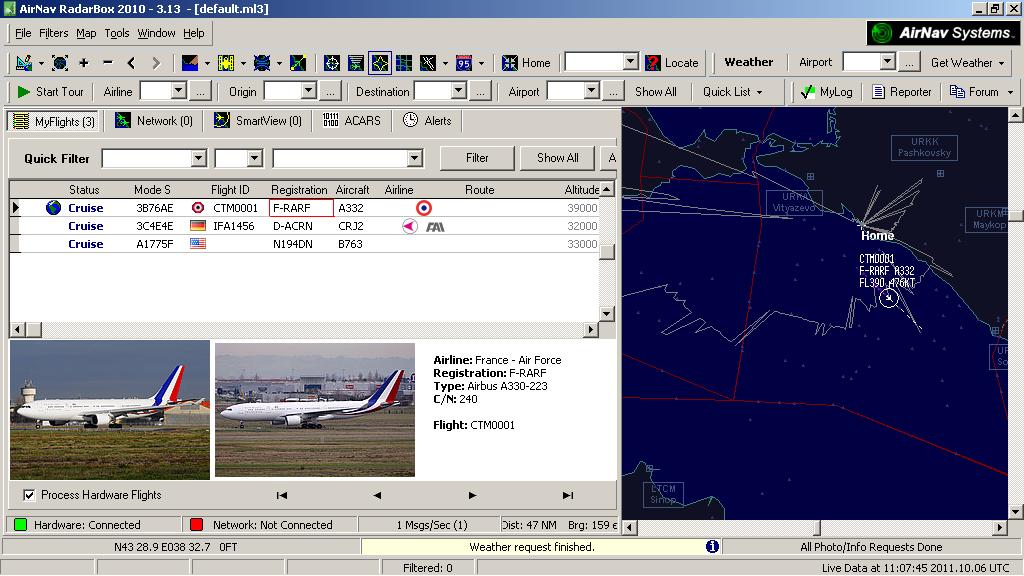 AirNav RadarBox 2010 - 3.13 - [default.ml3]
File Filters Map Tools Window Help
AirNav Systems
95 Home Locate Weather Airport ... Get Weather
Start Tour Airline ... Origin ... Destination ... Airport ... Show All Quick List MyLog Reporter Forum
MyFlights (3) Network (0) SmartView (0) ACARS Alerts
Quick Filter Filter Show All A
Status Mode S Flight ID Registration Aircraft Airline Route Altitude
Cruise 3B76AE CTM0001 F-RARF A332 39000
Cruise 3C4E4E IFA1456 D-ACRN CRJ2 FAI 32000
Cruise A1775F N194DN B763 33000
Airline: France - Air Force
Registration: F-RARF
Type: Airbus A330-223
C/N: 240
Flight: CTM0001
Process Hardware Flights
Hardware: Connected Network: Not Connected 1 Msgs/Sec (1) Dist: 47 NM Brg: 159
URKK
Pashkovsky
URKA
Vityazevo
URKM
Maykop
Home
CTM0001
F-RARF A332
FL390 476KT
LTCM
Sinop
N43 28.9 E038 32.7 0FT Weather request finished. All Photo/Info Requests Done
Filtered: 0 Live Data at 11:07:45 2011.10.06 UTC